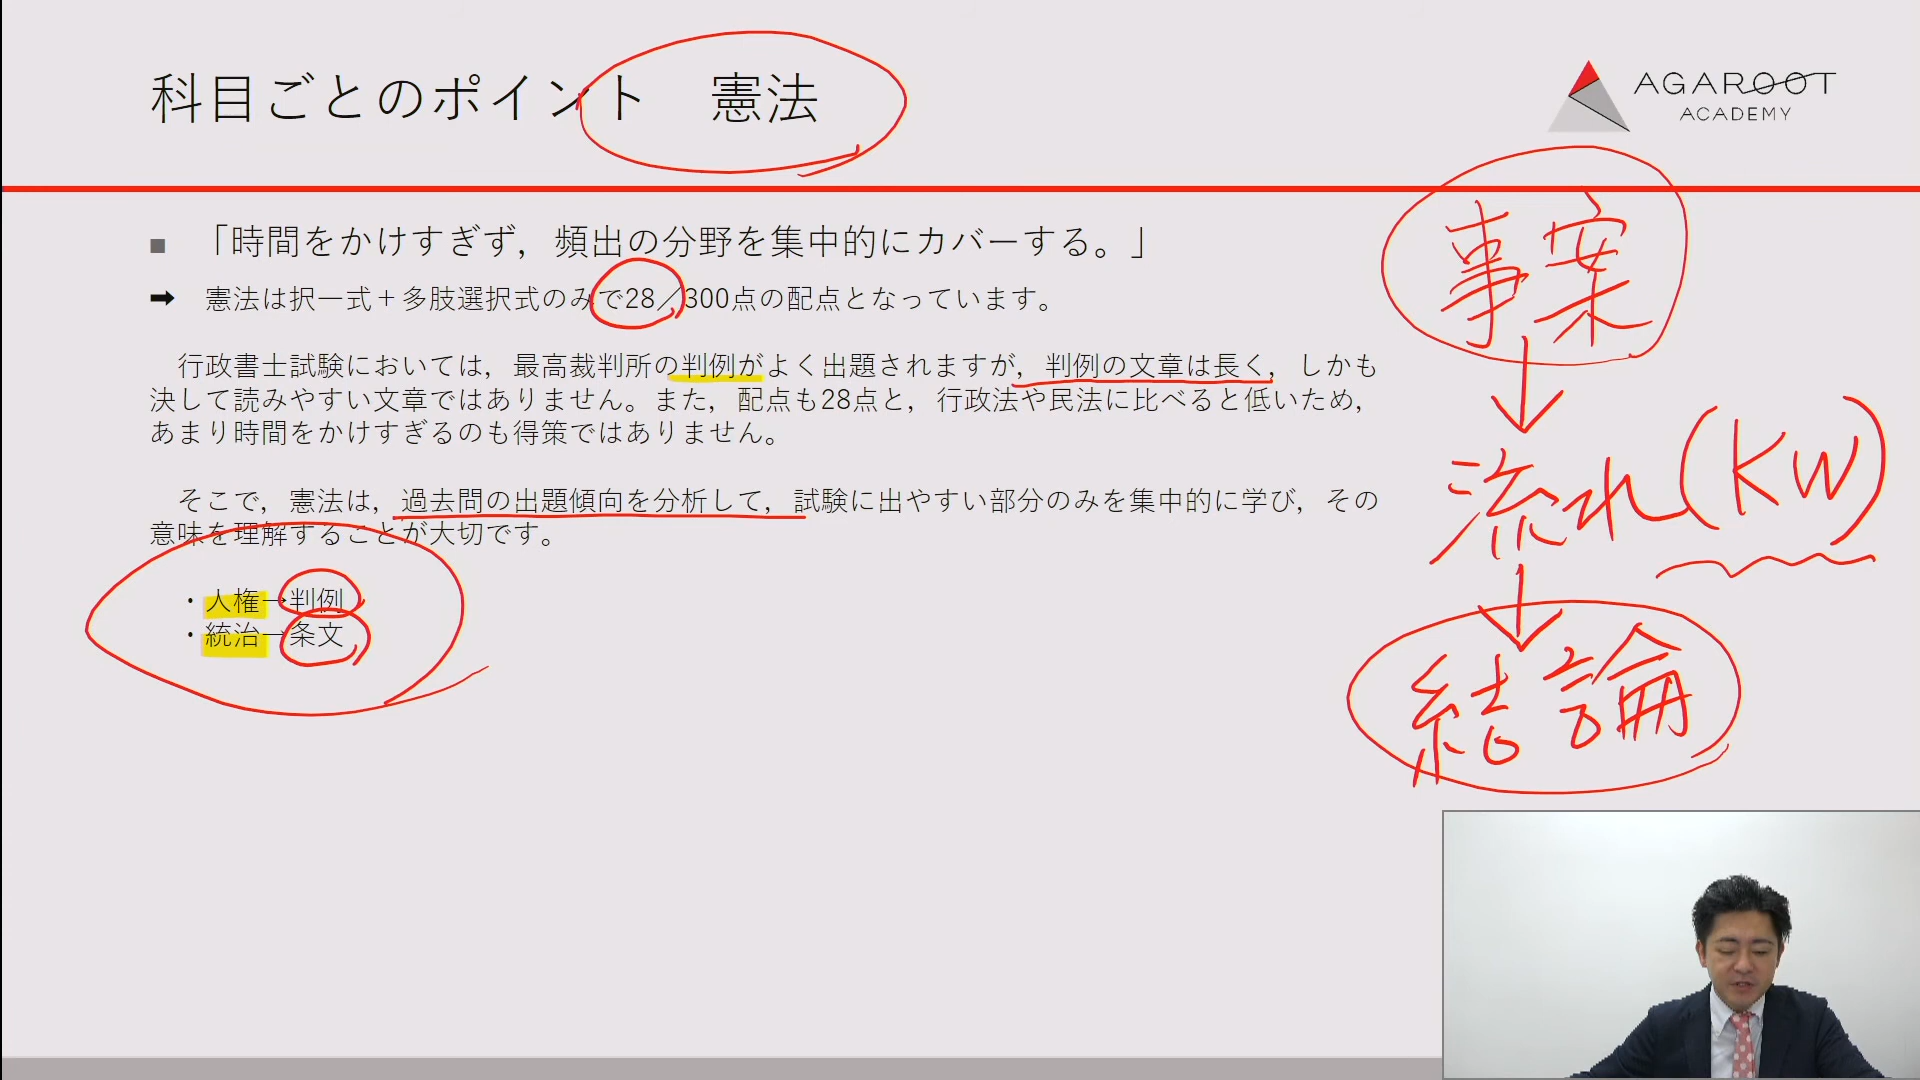 科目ごとのポイント　憲法
AGAROOT
ACADEMY
■ 「時間をかけすぎず，頻出の分野を集中的にカバーする。」
➡ 憲法は択一式＋多肢選択式のみで28／300点の配点となっています。
行政書士試験においては，最高裁判所の判例がよく出題されますが，判例の文章は長く，しかも
決して読みやすい文章ではありません。また，配点も28点と，行政法や民法に比べると低いため，
あまり時間をかけすぎるのも得策ではありません。
そこで，憲法は，過去問の出題傾向を分析して，試験に出やすい部分のみを集中的に学び，その
意味を理解することが大切です。
・人権→判例
・統治→条文
事案
↓
流れ(KW)
↓
結論